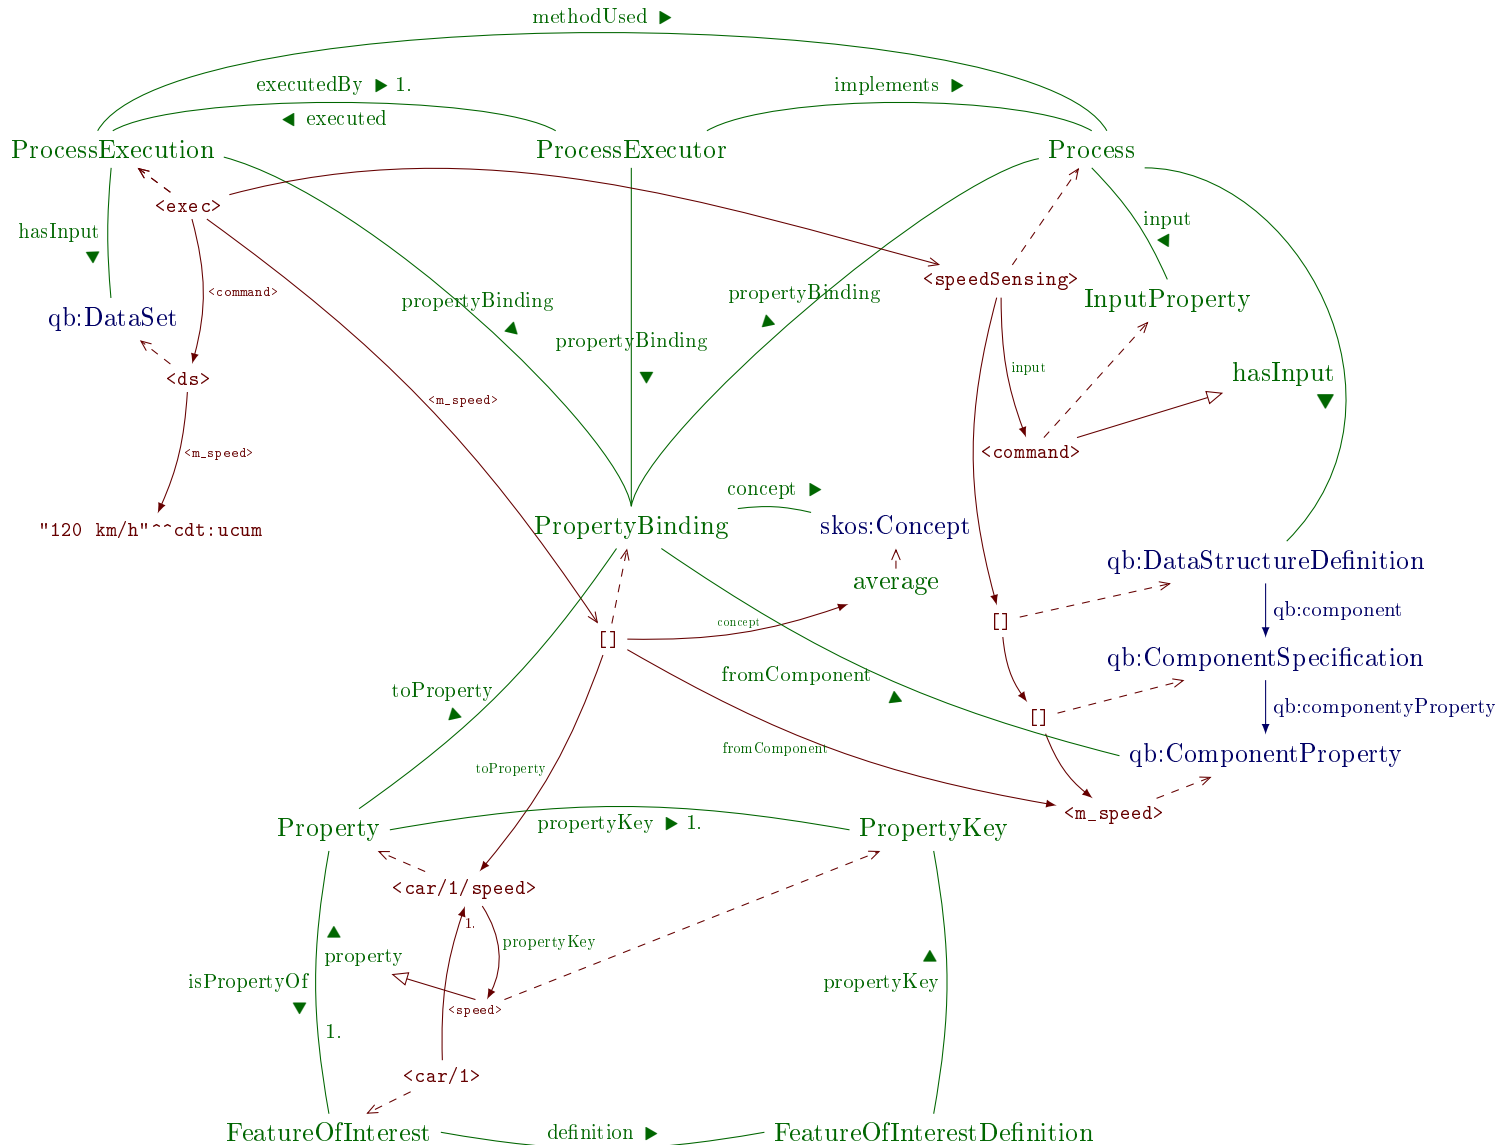 methodUsed ▶
executedBy ▶ 1.
implements ▶
◀ executed
ProcessExecution
ProcessExecutor
Process
<exec>
input
◀
hasInput
▼
<speedSensing>
<command>
propertyBinding
▲
propertyBinding
▲
InputProperty
qb:DataSet
propertyBinding
▼
input
hasInput
▼
<ds>
<m_speed>
<m_speed>
<command>
concept ▶
"120 km/h"^^cdt:ucum
PropertyBinding
skos:Concept
qb:DataStructureDefinition
average
qb:component
concept
[]
[]
qb:ComponentSpecification
fromComponent
▲
toProperty
▲
qb:componentyProperty
[]
fromComponent
qb:ComponentProperty
toProperty
<m_speed>
Property
propertyKey ▶ 1.
PropertyKey
<car/1/speed>
1.
▲
property
propertyKey
▲
isPropertyOf
▼
propertyKey
<speed>
1.
<car/1>
FeatureOfInterest
definition ▶
FeatureOfInterestDefinition